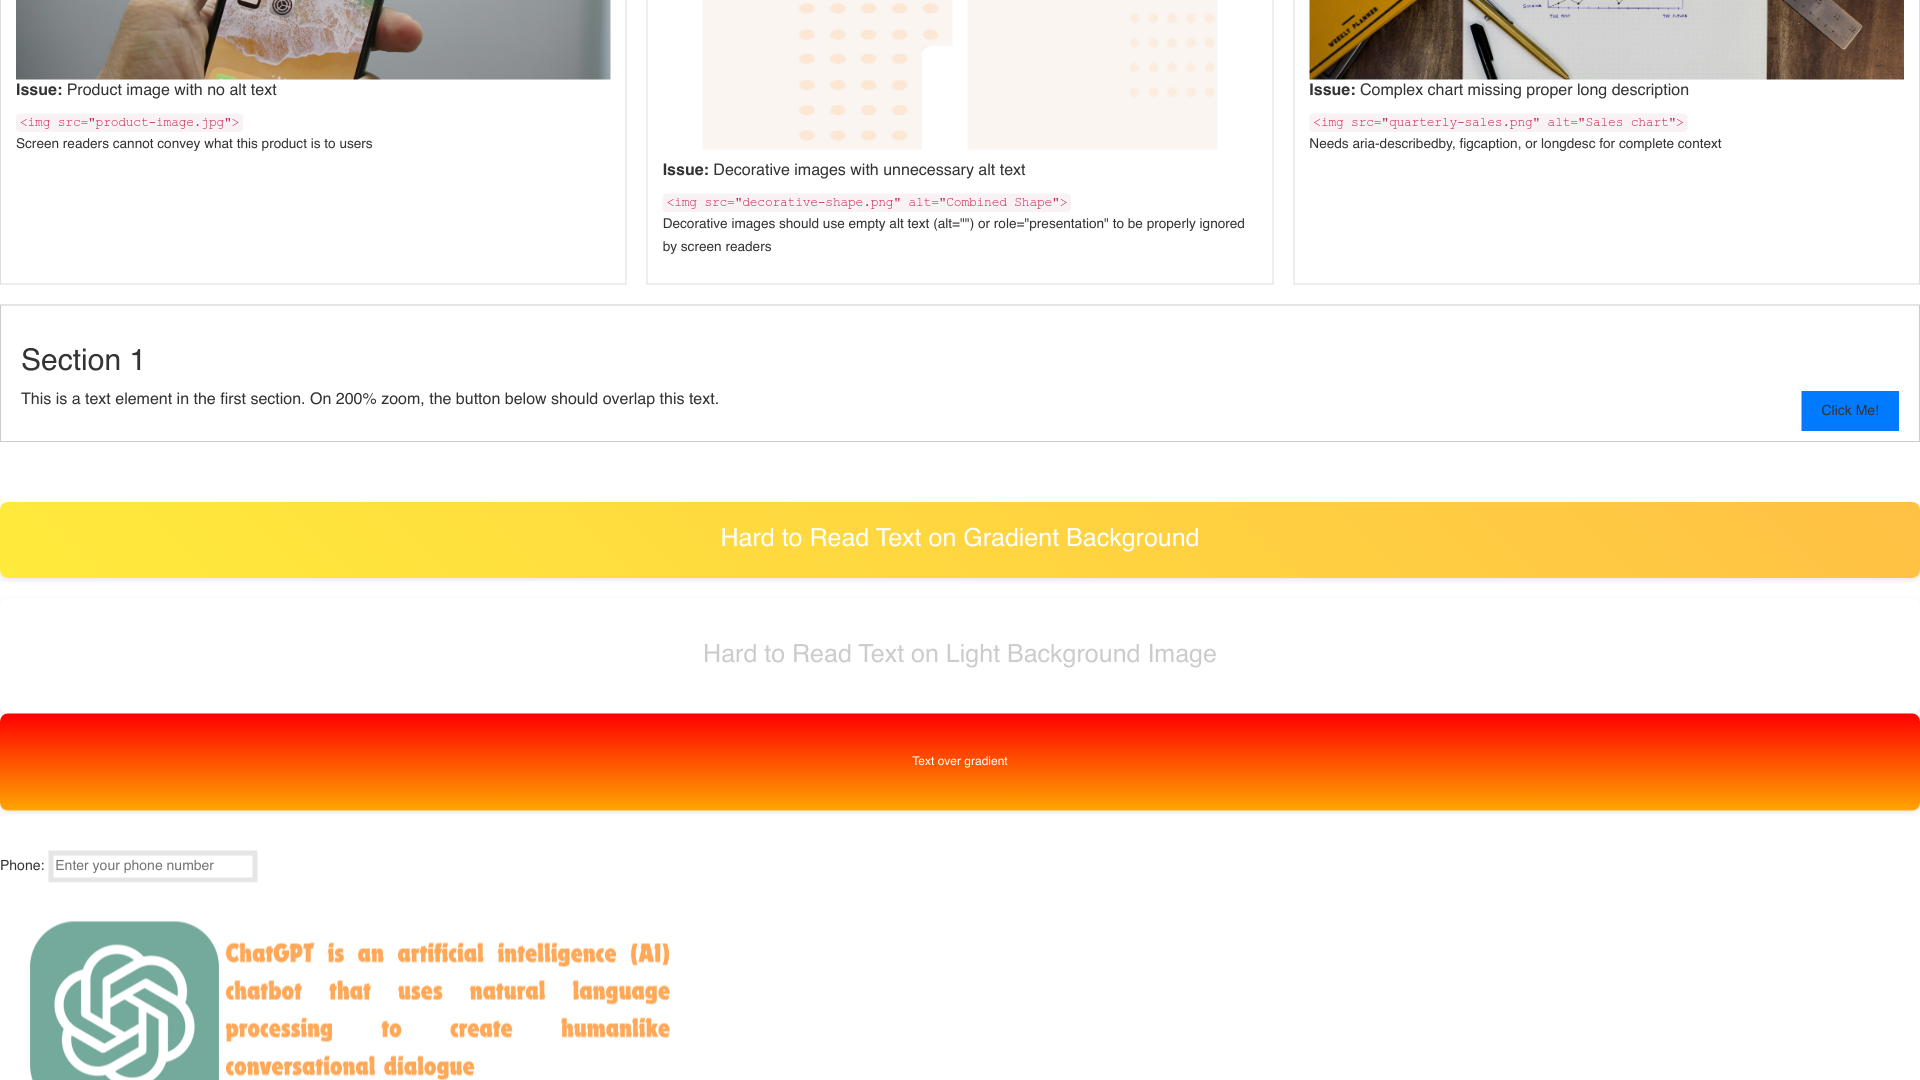 WEEKLY PLANNER
THE PAST
THE FUTURE
Issue: Product image with no alt text
<img src="product-image.jpg">
Screen readers cannot convey what this product is to users
Issue: Decorative images with unnecessary alt text
<img src="decorative-shape.png" alt="Combined Shape">
Decorative images should use empty alt text (alt="") or role="presentation" to be properly ignored
by screen readers
Issue: Complex chart missing proper long description
<img src="quarterly-sales.png" alt="Sales chart">
Needs aria-describedby, figcaption, or longdesc for complete context
Section 1
This is a text element in the first section. On 200% zoom, the button below should overlap this text.
Click Me!
Hard to Read Text on Gradient Background
Hard to Read Text on Light Background Image
Text over gradient
Phone: Enter your phone number
ChatGPT is an artificial intelligence (AI)
chatbot that uses natural language
processing to create humanlike
conversational dialogue